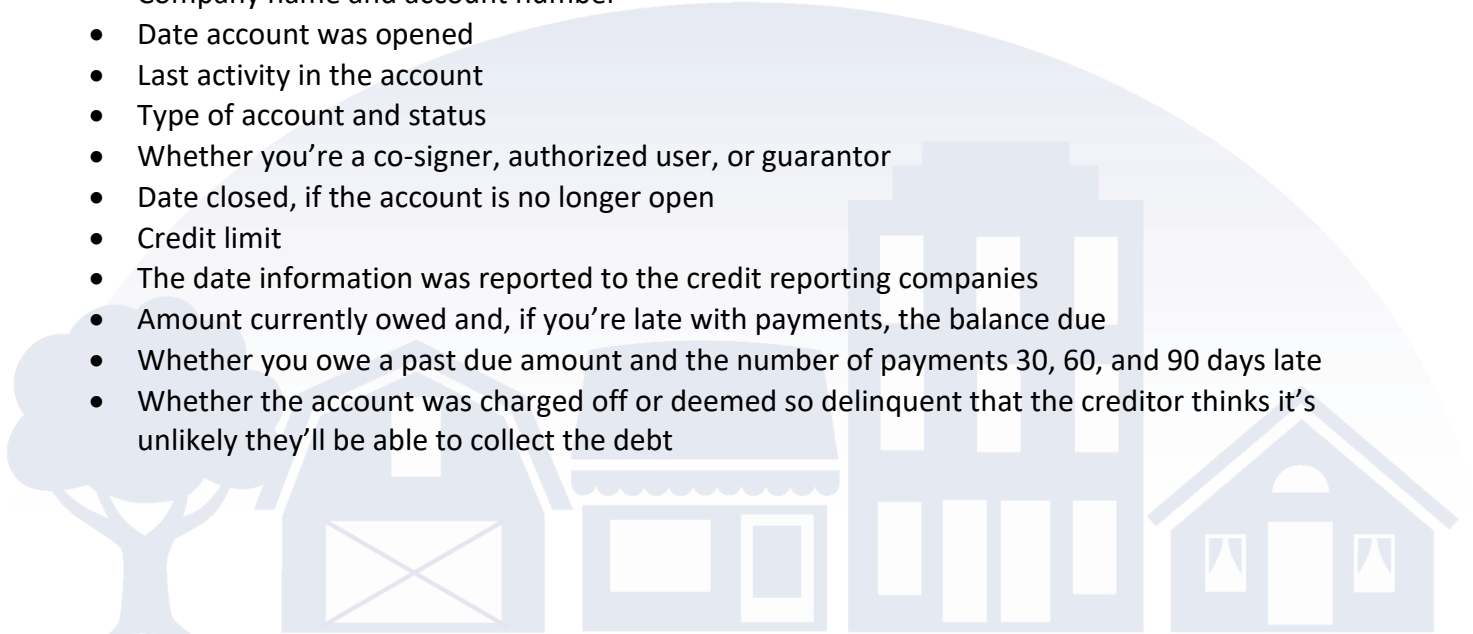 Company name and account number
• Date account was opened
• Last activity in the account
• Type of account and status
• Whether you’re a co-signer, authorized user, or guarantor
• Date closed, if the account is no longer open
• Credit limit
• The date information was reported to the credit reporting companies
• Amount currently owed and, if you’re late with payments, the balance due
• Whether you owe a past due amount and the number of payments 30, 60, and 90 days late
• Whether the account was charged off or deemed so delinquent that the creditor thinks it’s
unlikely they’ll be able to collect the debt